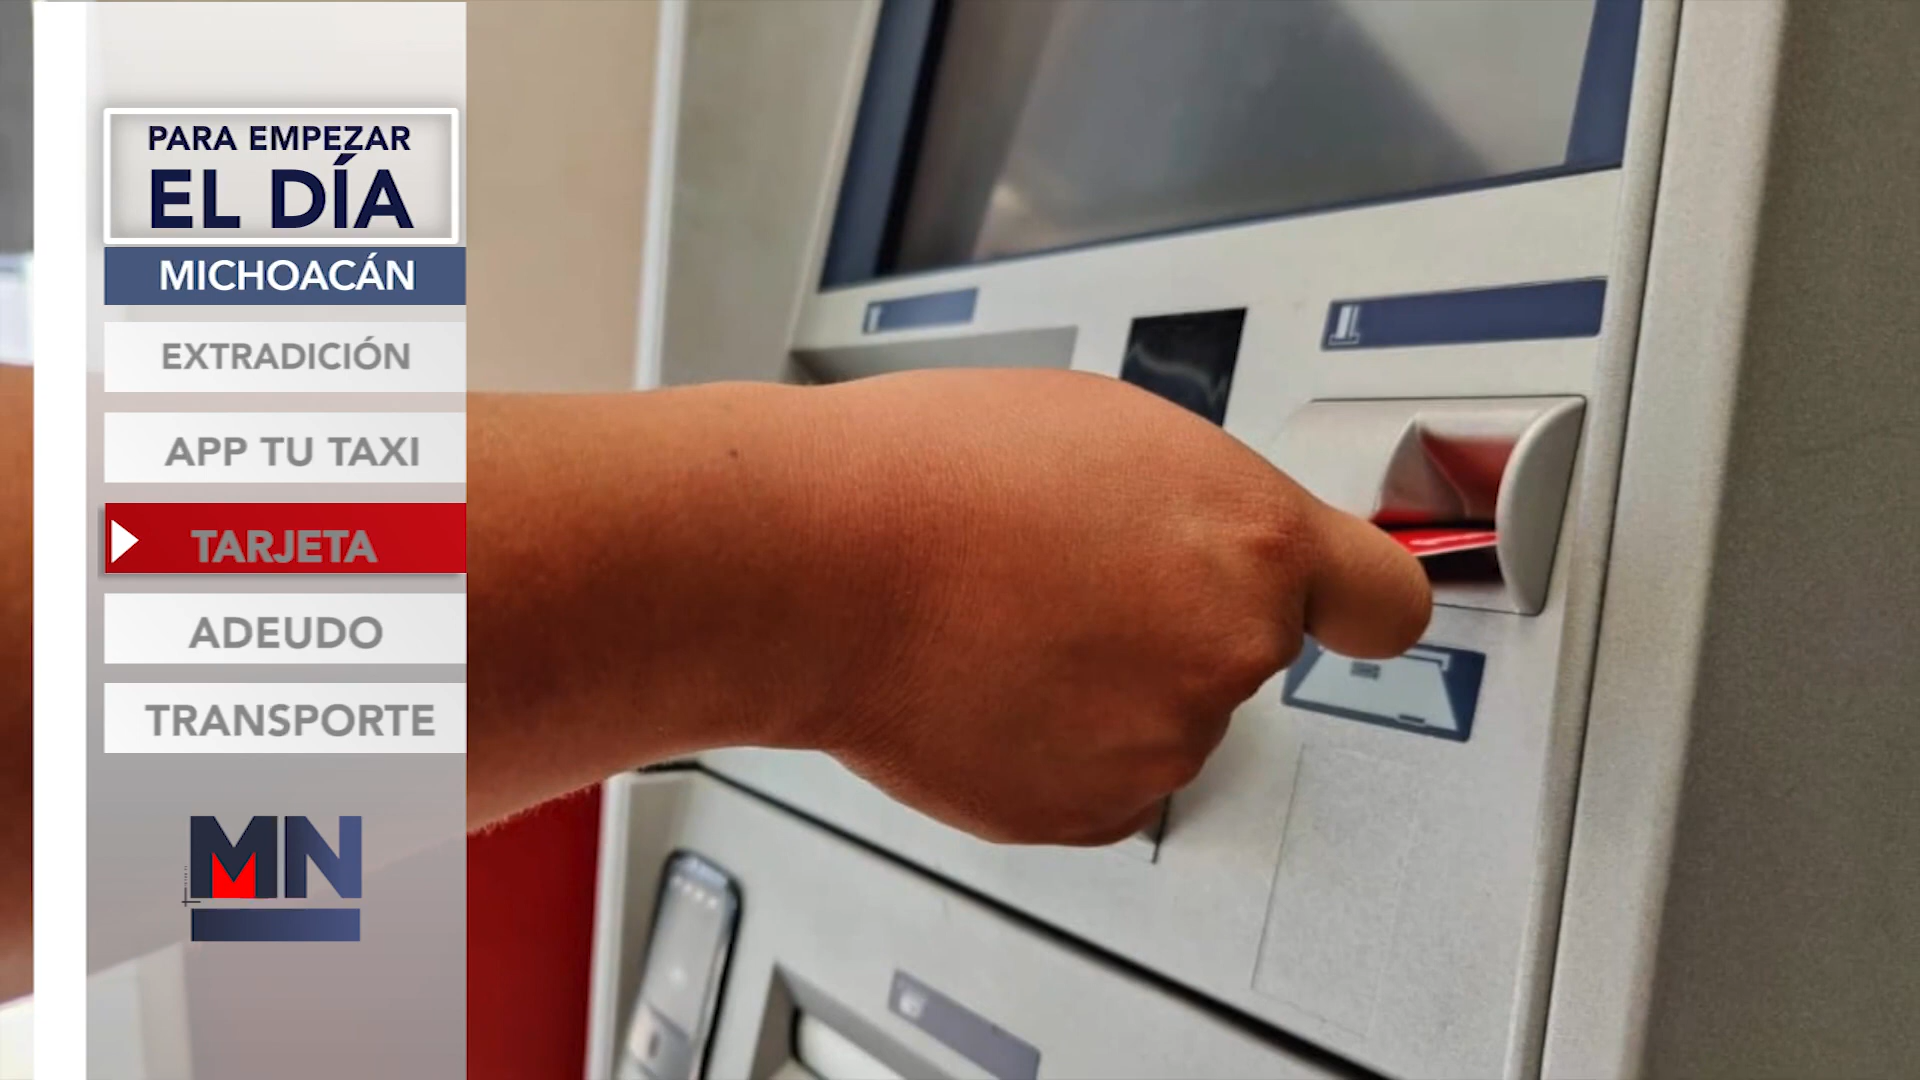 PARA EMPEZAR
EL DÍA
MICHOACÁN
EXTRADICIÓN
APP TU TAXI
TARJETA
ADEUDO
TRANSPORTE
MN